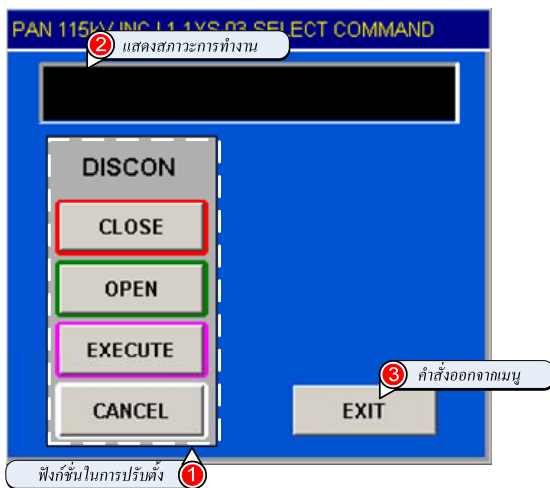 PAN 115kV INC L1 1YS 03 SELECT COMMAND
2 แสดงสภาวะการทำงาน
DISCON
CLOSE
OPEN
EXECUTE
3 คำสั่งออกจากเมนู
CANCEL
EXIT
ฟังก์ชั่นในการปรับตั้ง 1